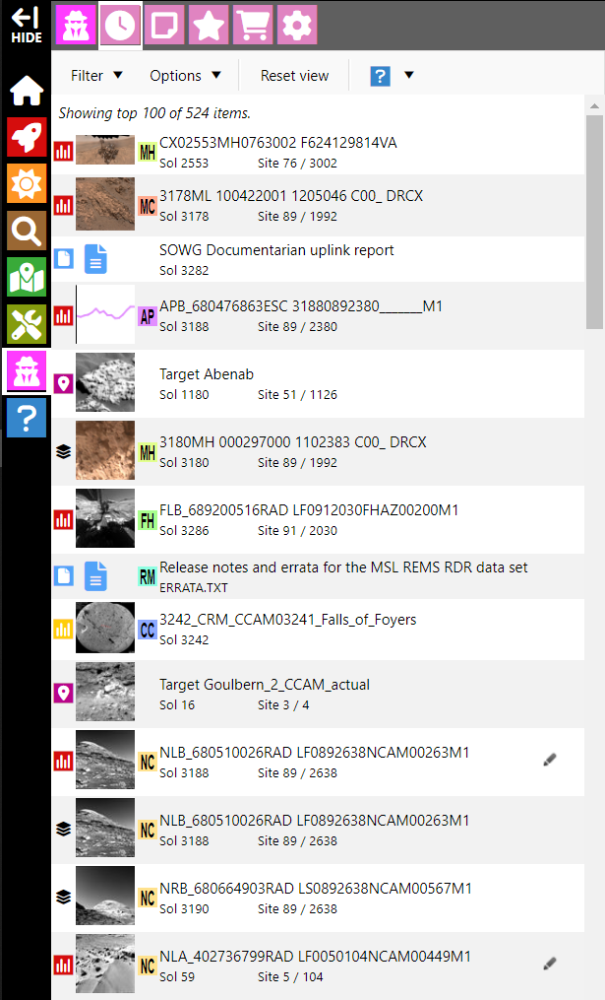 HIDE
Filter Options Reset view ?
Showing top 100 of 524 items.
MH CX02553MH0763002 F624129814VA
Sol 2553 Site 76 / 3002
MC 3178ML 100422001 1205046 C00_ DRCX
Sol 3178 Site 89 / 1992
SOWG Documentarian uplink report
Sol 3282
AP APB_680476863ESC 31880892380_______M1
Sol 3188 Site 89 / 2380
Target Abenab
Sol 1180 Site 51 / 1126
MH 3180MH 000297000 1102383 C00_ DRCX
Sol 3180 Site 89 / 1992
FH FLB_689200516RAD LF0912030FHAZ00200M1
Sol 3286 Site 91 / 2030
RM Release notes and errata for the MSL REMS RDR data set
ERRATA.TXT
CC 3242_CRM_CCAM03241_Falls_of_Foyers
Sol 3242
Target Goulbern_2_CCAM_actual
Sol 16 Site 3 / 4
NC NLB_680510026RAD LF0892638NCAM00263M1
Sol 3188 Site 89 / 2638
NC NLB_680510026RAD LF0892638NCAM00263M1
Sol 3188 Site 89 / 2638
NC NRB_680664903RAD LS0892638NCAM00567M1
Sol 3190 Site 89 / 2638
NC NLA_402736799RAD LF0050104NCAM00449M1
Sol 59 Site 5 / 104
?